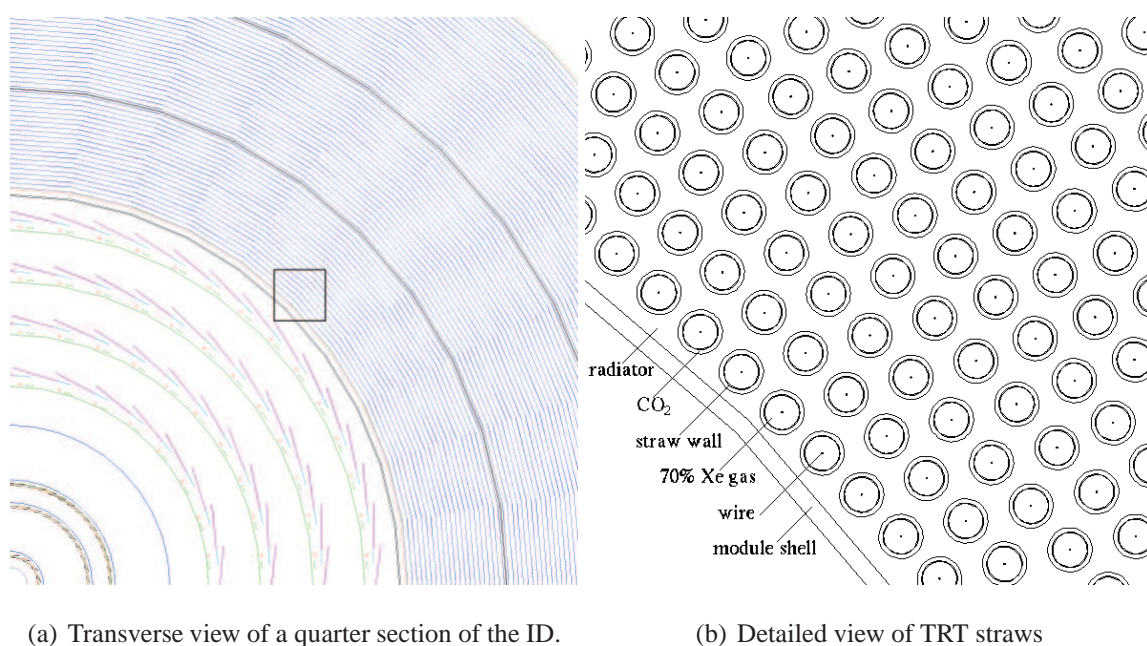 radiator
CO₂
straw wall
70% Xe gas
wire
module shell
(a) Transverse view of a quarter section of the ID.
(b) Detailed view of TRT straws